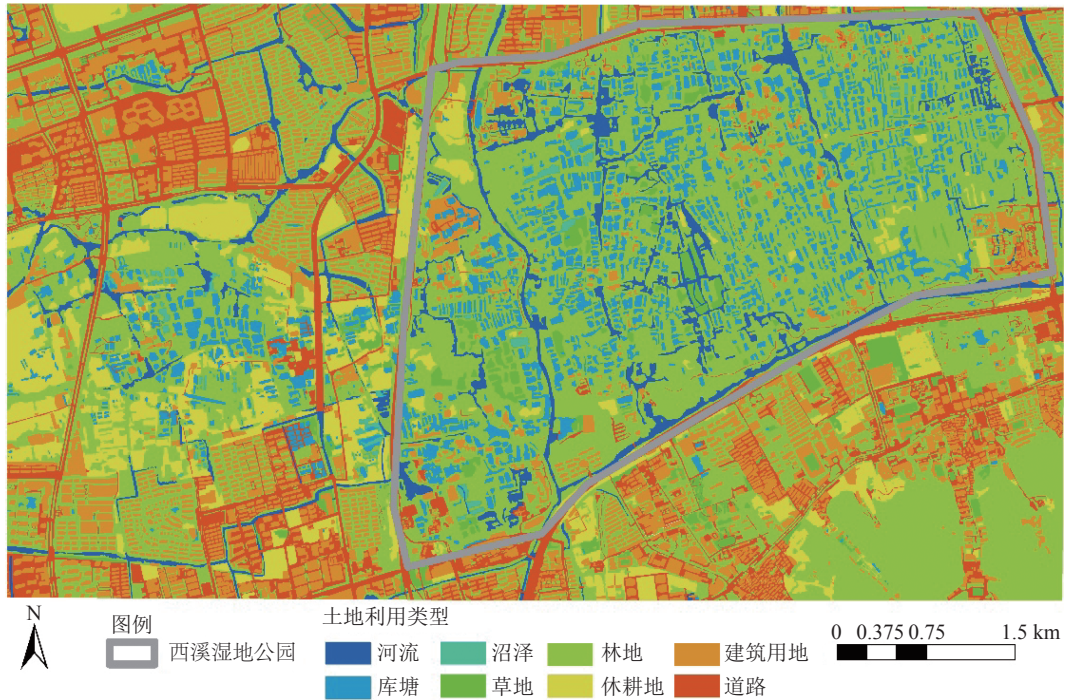 N
图例
西溪湿地公园
土地利用类型
河流 沼泽 林地 建筑用地
库塘 草地 休耕地 道路
0 0.375 0.75 1.5 km